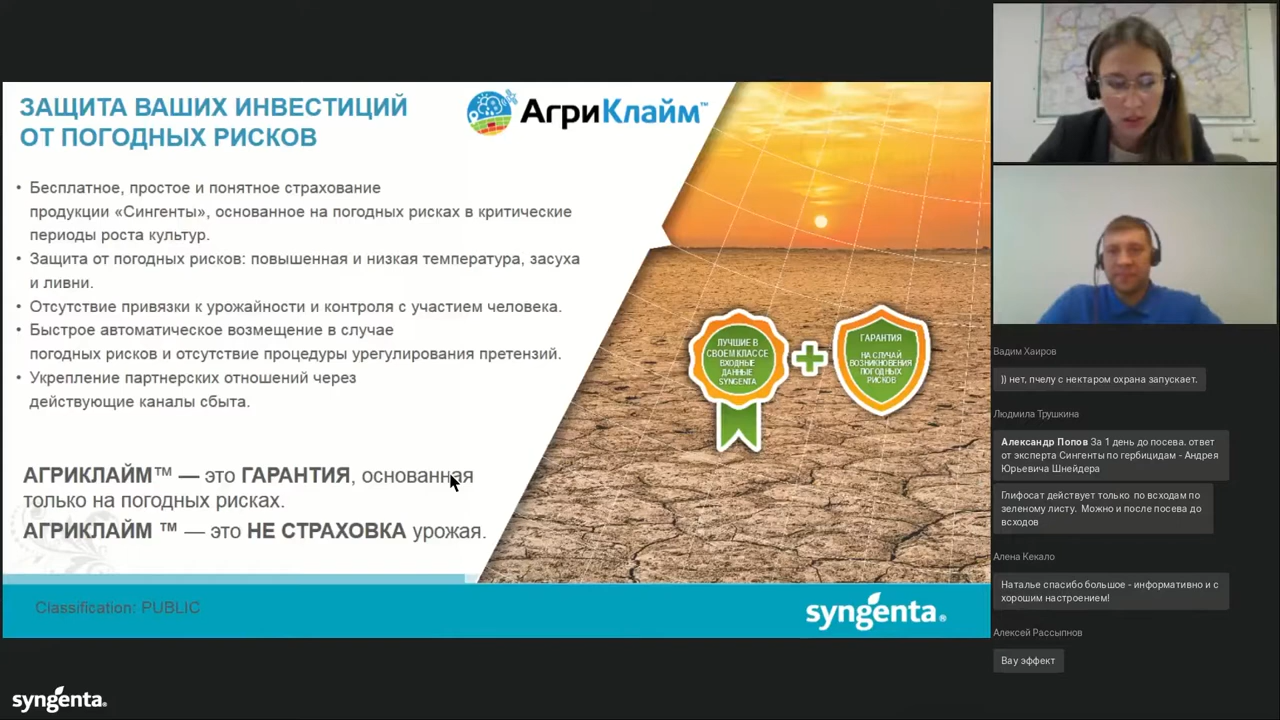 ЗАЩИТА ВАШИХ ИНВЕСТИЦИЙ
ОТ ПОГОДНЫХ РИСКОВ
АгриКлайм™
• Бесплатное, простое и понятное страхование
продукции «Сингенты», основанное на погодных рисках в критические
периоды роста культур.
• Защита от погодных рисков: повышенная и низкая температура, засуха
и ливни.
• Отсутствие привязки к урожайности и контроля с участием человека.
• Быстрое автоматическое возмещение в случае
погодных рисков и отсутствие процедуры урегулирования претензий.
• Укрепление партнерских отношений через
действующие каналы сбыта.
АГРИКЛАЙМ™ — это ГАРАНТИЯ, основанная
только на погодных рисках.
АГРИКЛАЙМ ™ — это НЕ СТРАХОВКА урожая.
ЛУЧШИЕ В
СВОЕМ КЛАССЕ
ВХОДНЫЕ
ДАННЫЕ
SYNGENTA
ГАРАНТИЯ
НА СЛУЧАЙ
ВОЗНИКНОВЕНИЯ
ПОГОДНЫХ
РИСКОВ
Classification: PUBLIC
syngenta®
syngenta®
Вадим Хаиров
)) нет, пчелу с нектаром охрана запускает.
Людмила Трушкина
Александр Попов За 1 день до посева. ответ
от эксперта Сингенты по гербицидам - Андрея
Юрьевича Шнейдера
Глифосат действует только по всходам по
зеленому листу. Можно и после посева до
всходов
Алена Кекало
Наталье спасибо большое - информативно и с
хорошим настроением!
Алексей Рассыпнов
Вау эффект